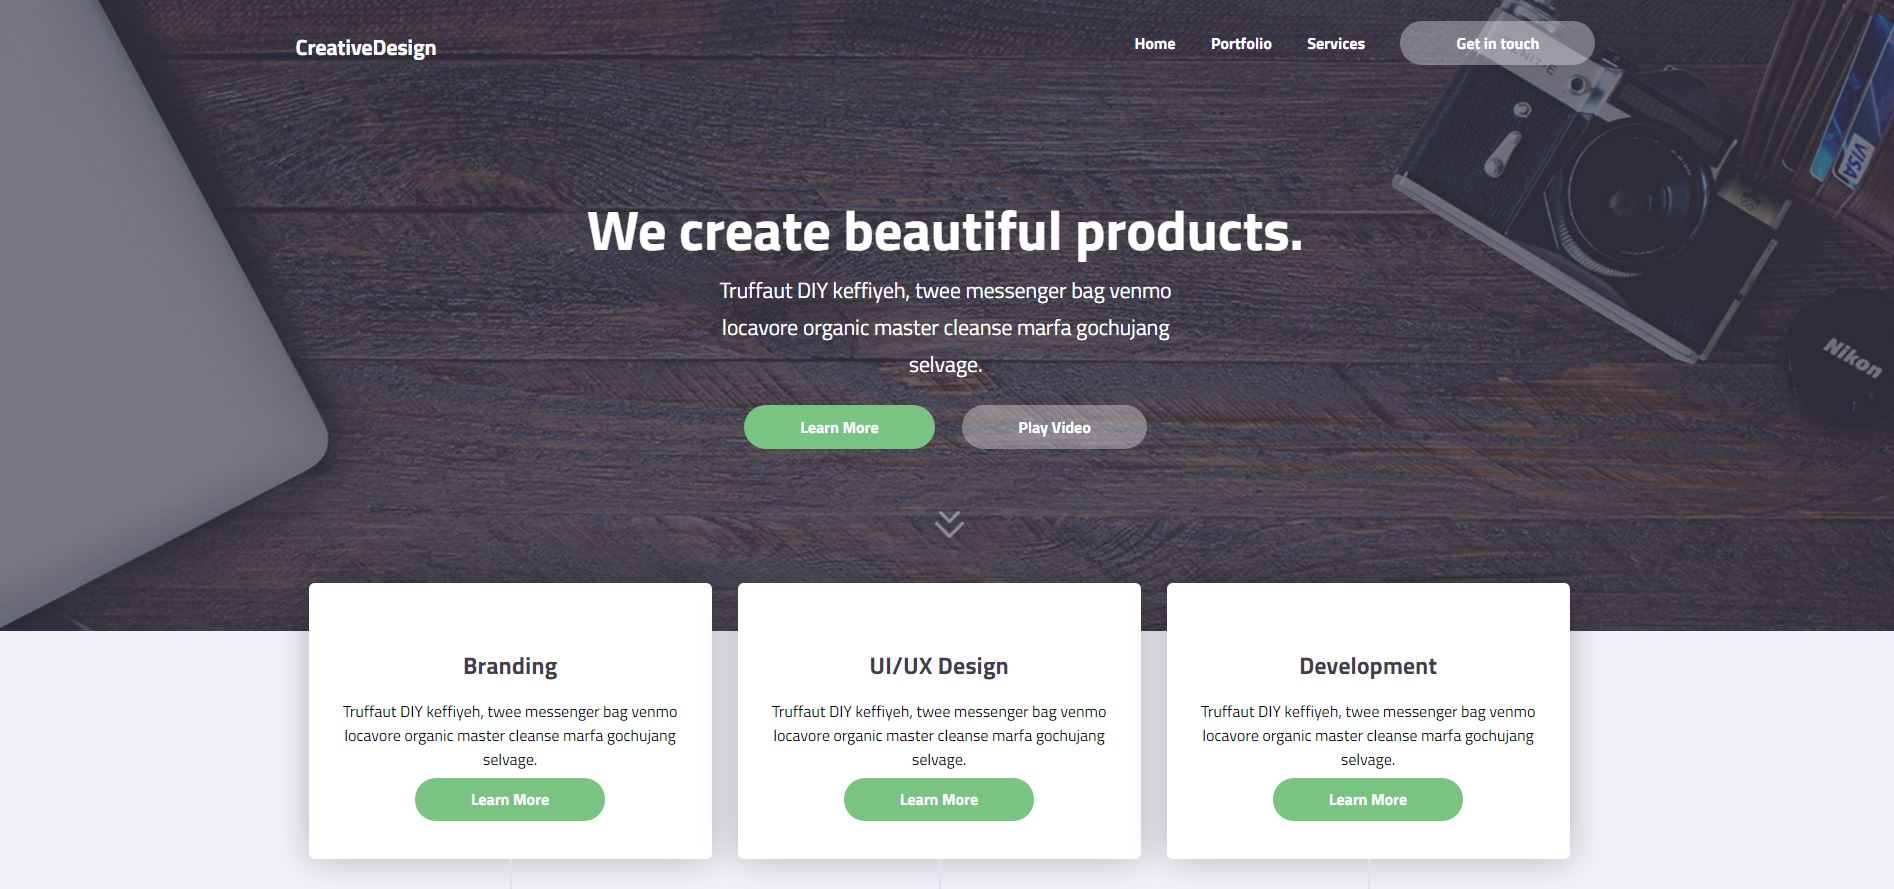 CreativeDesign
Home
Portfolio
Services
Get in touch
VISA
We create beautiful products.
Truffaut DIY keffiyeh, twee messenger bag venmo
locavore organic master cleanse marfa gochujang
selvage.
Nikon
Learn More
Play Video
Branding
Truffaut DIY keffiyeh, twee messenger bag venmo
locavore organic master cleanse marfa gochujang
selvage.
Learn More
UI/UX Design
Truffaut DIY keffiyeh, twee messenger bag venmo
locavore organic master cleanse marfa gochujang
selvage.
Learn More
Development
Truffaut DIY keffiyeh, twee messenger bag venmo
locavore organic master cleanse marfa gochujang
selvage.
Learn More